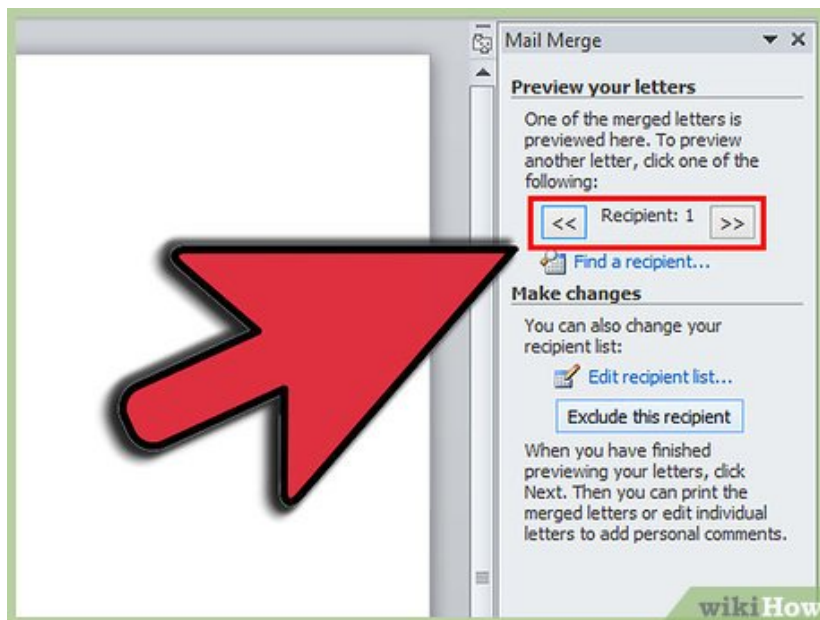 Mail Merge
Preview your letters
One of the merged letters is
previewed here. To preview
another letter, click one of the
following:
<< Recipient: 1 >>
Find a recipient...
Make changes
You can also change your
recipient list:
Edit recipient list...
Exclude this recipient
When you have finished
previewing your letters, click
Next. Then you can print the
merged letters or edit individual
letters to add personal comments.
wikiHow